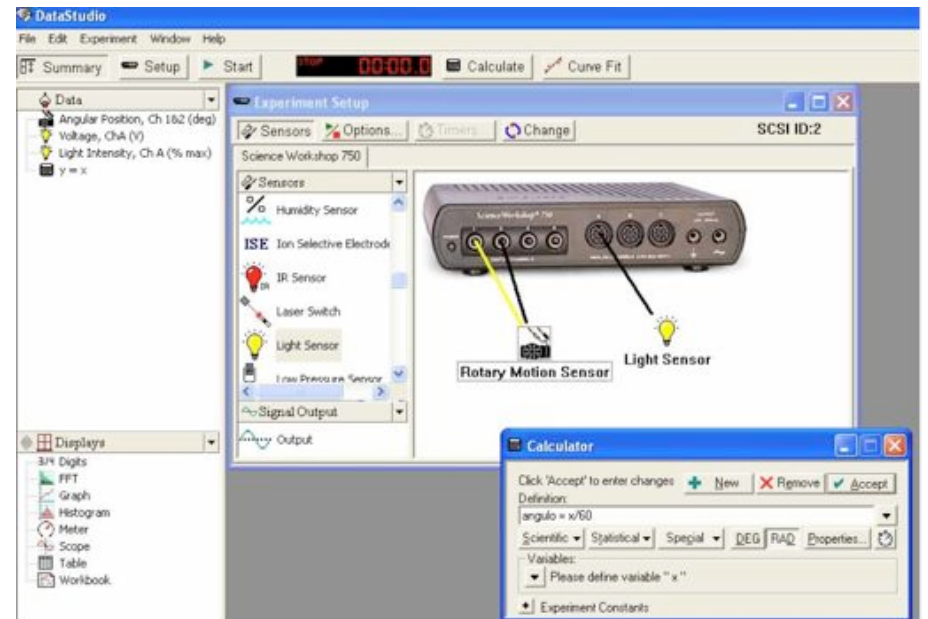 DataStudio
File Edit Experiment Window Help
Summary Setup Start STOP 00:00.0 Calculate Curve Fit
Data
Angular Position, Ch 1&2 (deg)
Voltage, ChA (V)
Light Intensity, Ch A (% max)
y = x
Displays
3/4 Digits
FFT
Graph
Histogram
Meter
Scope
Table
Workbook
Experiment Setup
Sensors Options... Timers... Change SCSI ID:2
Science Workshop 750
Sensors
Humidity Sensor
ISE Ion Selective Electrode
IR Sensor
Laser Switch
Light Sensor
Low Pressure Sensor
Signal Output
Output
ScienceWorkshop 750
Rotary Motion Sensor
Light Sensor
Calculator
Click 'Accept' to enter changes New Remove Accept
Definition:
angulo = x/60
Scientific Statistical Special DEG RAD Properties...
Variables:
Please define variable " x "
Experiment Constants